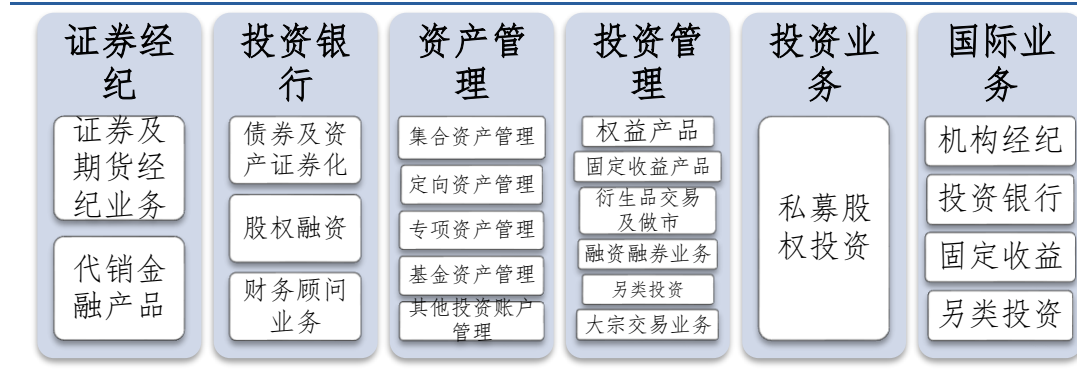 证券经
纪
证券及
期货经
纪业务
代销金
融产品
投资银
行
债券及资
产证券化
股权融资
财务顾问
业务
资产管
理
集合资产管理
定向资产管理
专项资产管理
基金资产管理
其他投资账户
管理
投资管
理
权益产品
固定收益产品
衍生品交易
及做市
融资融券业务
另类投资
大宗交易业务
投资业
务
私募股
权投资
国际业
务
机构经纪
投资银行
固定收益
另类投资